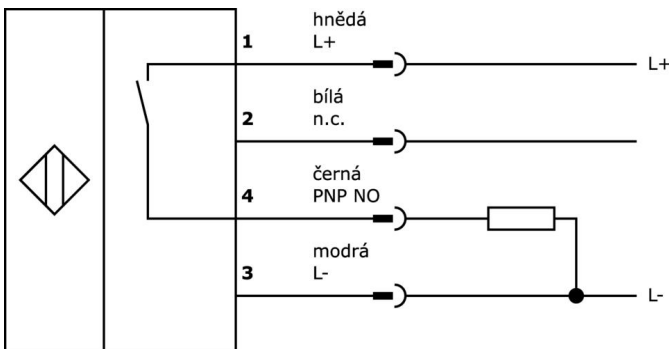 hnědá
1 L+
L+
bílá
2 n.c.
černá
4 PNP NO
modrá
3 L-
L-